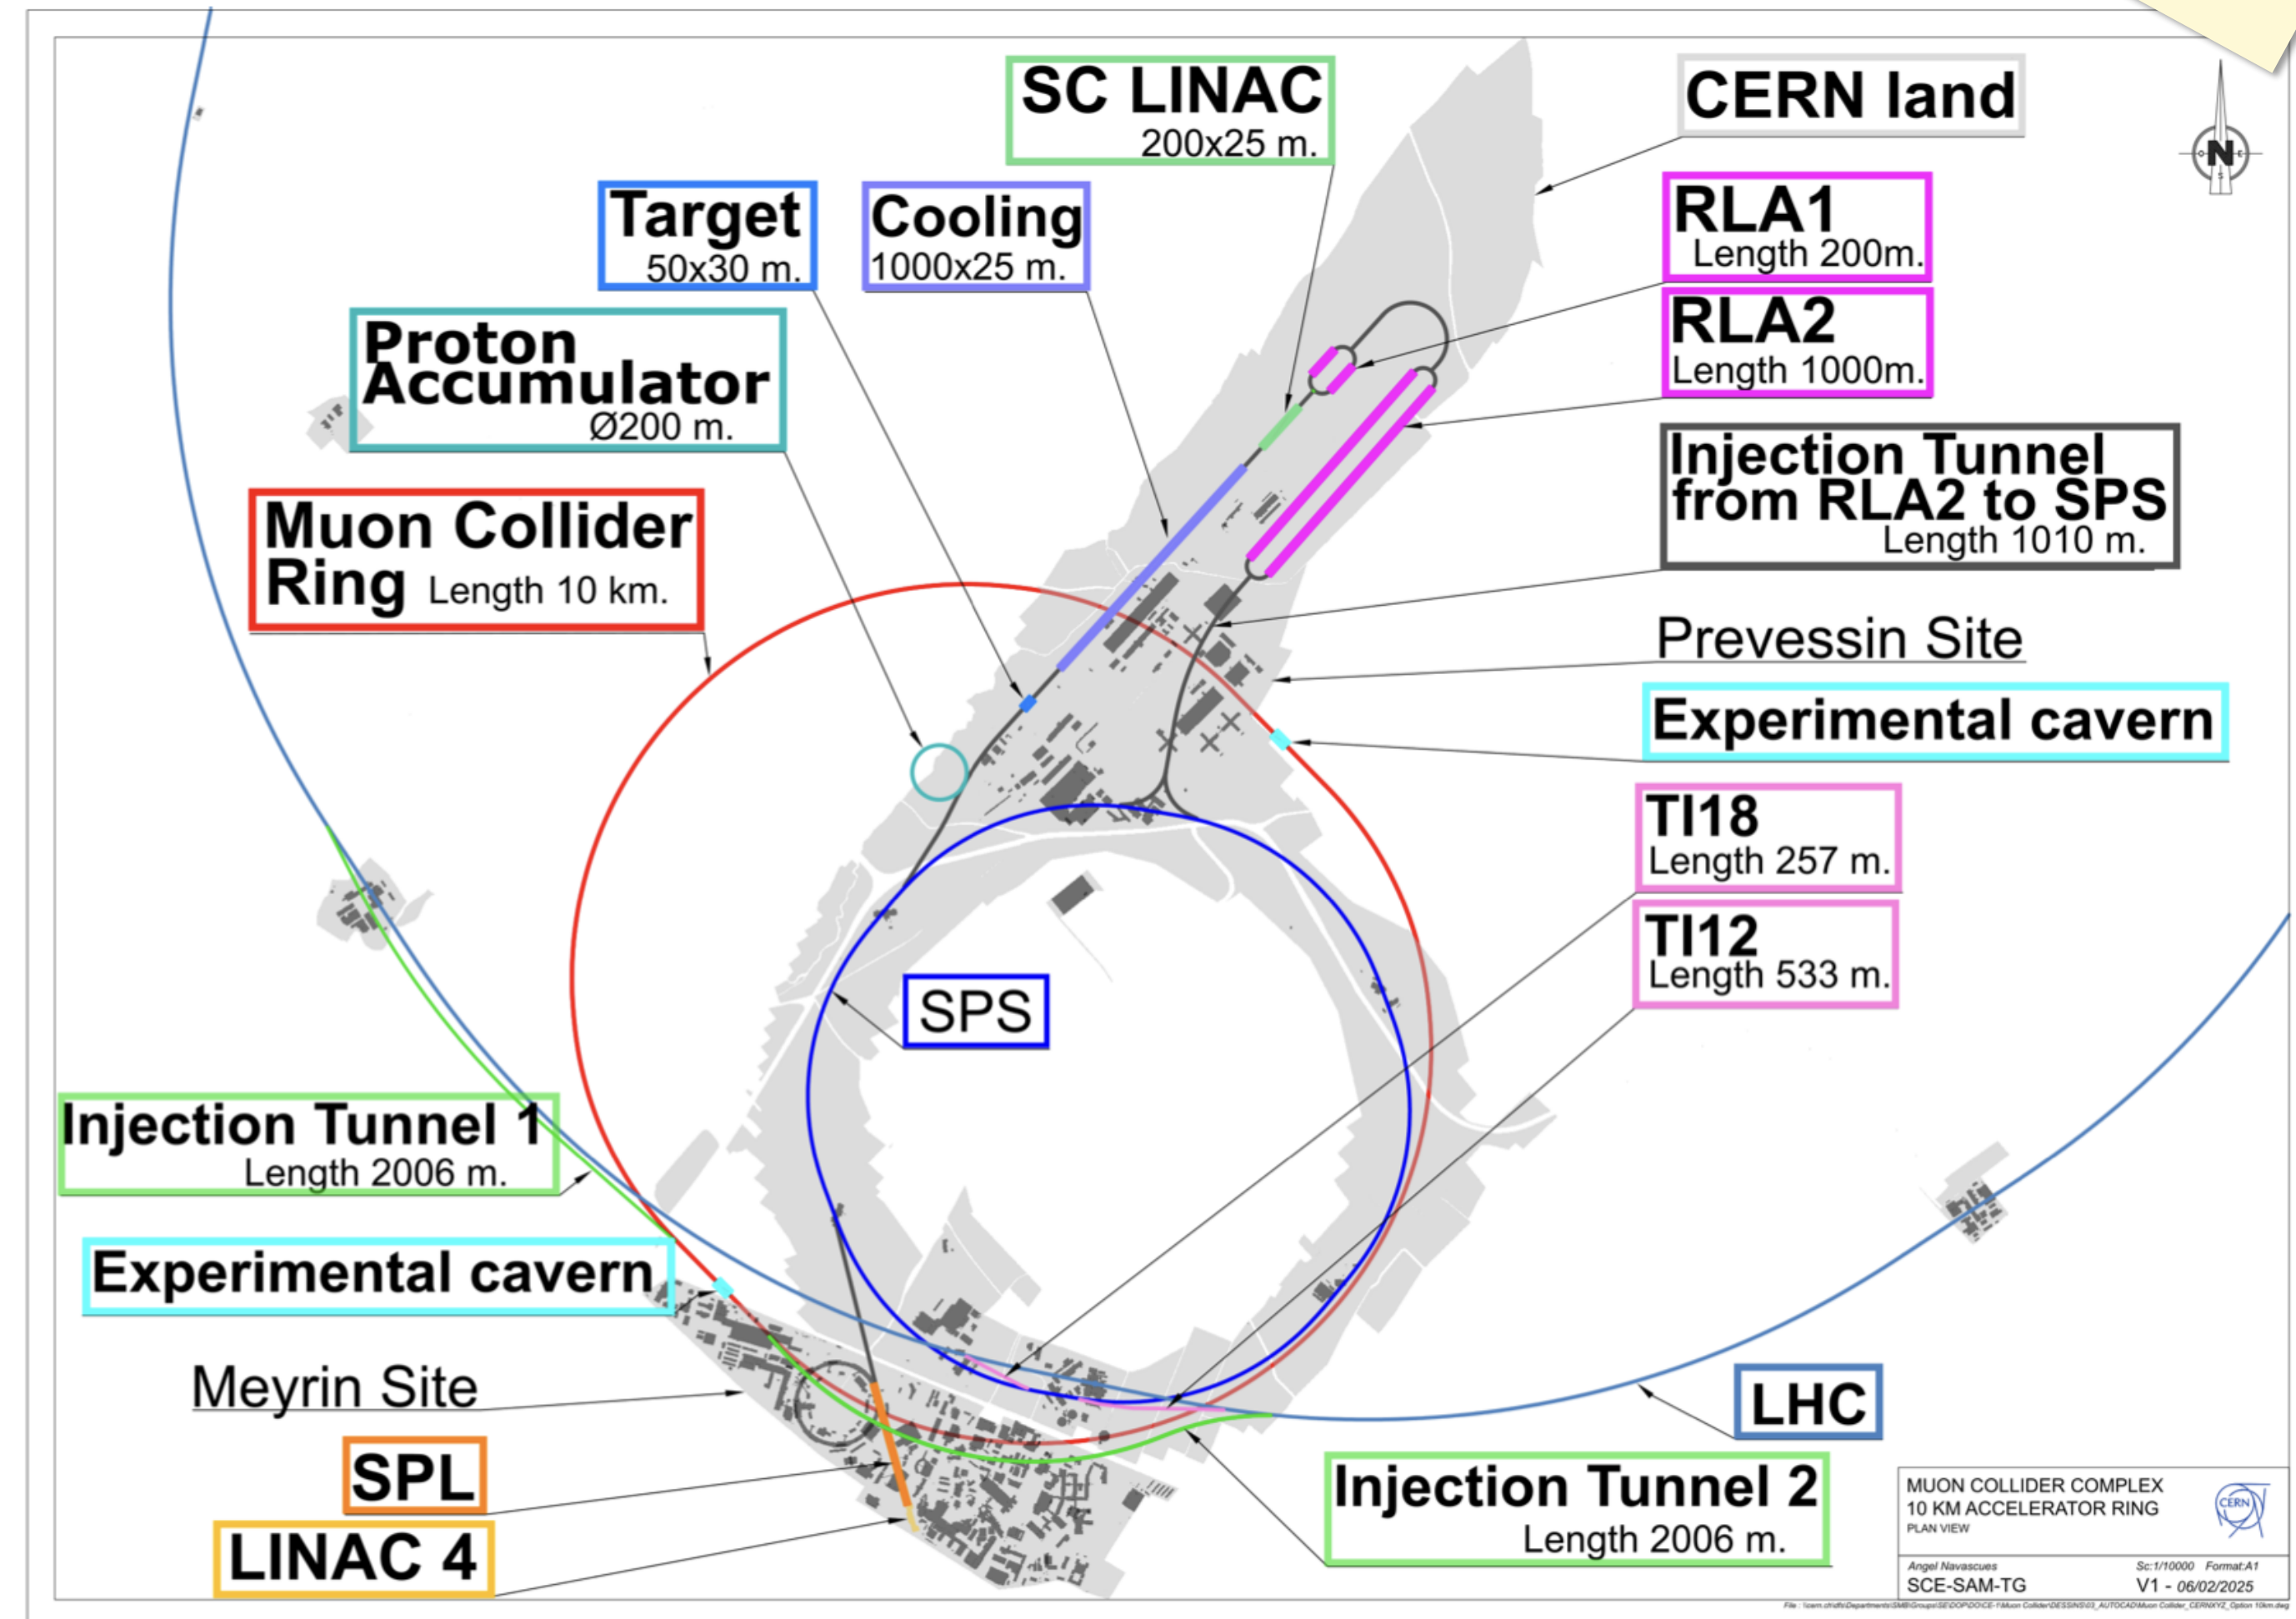 SC LINAC
200x25 m.
CERN land
Target
50x30 m.
Cooling
1000x25 m.
RLA1
Length 200m.
N
S
RLA2
Length 1000m.
Proton
Accumulator
Ø200 m.
Injection Tunnel
from RLA2 to SPS
Length 1010 m.
Muon Collider
Ring Length 10 km.
Prevessin Site
Experimental cavern
TI18
Length 257 m.
TI12
Length 533 m.
SPS
Injection Tunnel 1
Length 2006 m.
Experimental cavern
Meyrin Site
LHC
SPL
Injection Tunnel 2
Length 2006 m.
LINAC 4
MUON COLLIDER COMPLEX
10 KM ACCELERATOR RING
PLAN VIEW
CERN
Angel Navascues
Sc:1/10000 Format:A1
SCE-SAM-TG
V1 - 06/02/2025